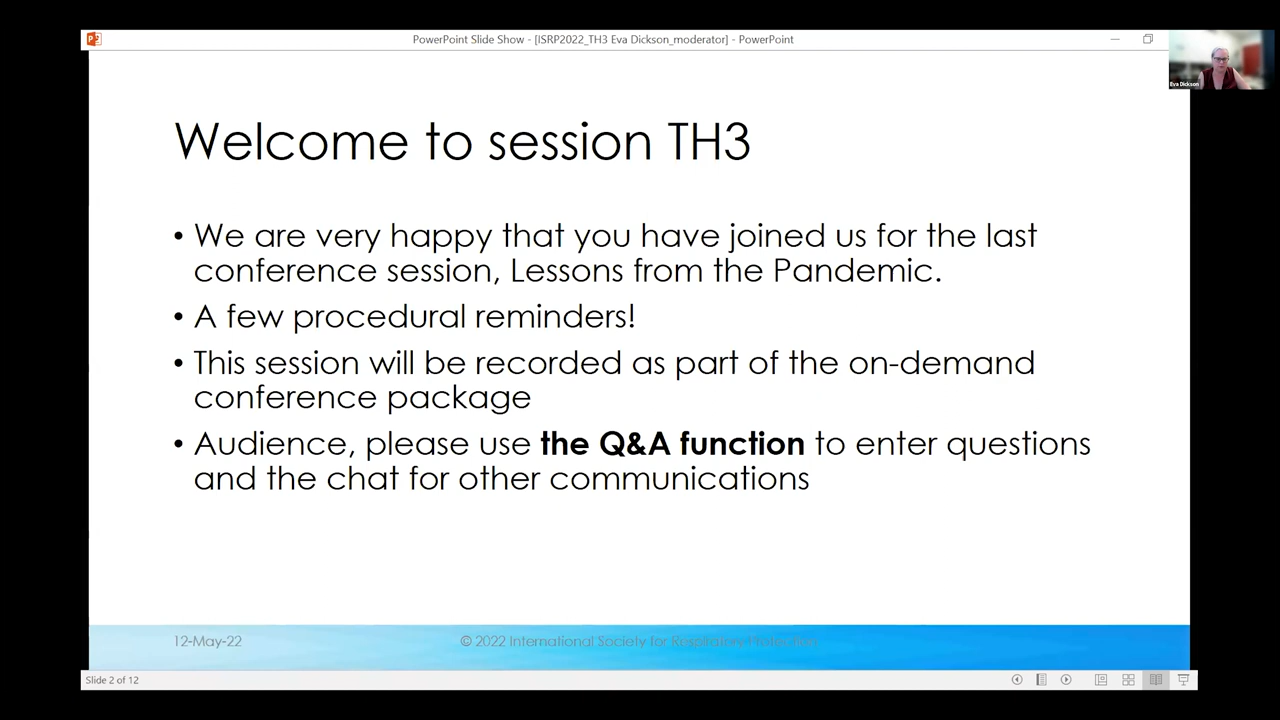 PowerPoint Slide Show - [ISRP2022_TH3 Eva Dickson_moderator] - PowerPoint
Eva Dickson
Welcome to session TH3
• We are very happy that you have joined us for the last
conference session, Lessons from the Pandemic.
• A few procedural reminders!
• This session will be recorded as part of the on-demand
conference package
• Audience, please use the Q&A function to enter questions
and the chat for other communications
12-May-22
© 2022 International Society for Respiratory Protection
Slide 2 of 12